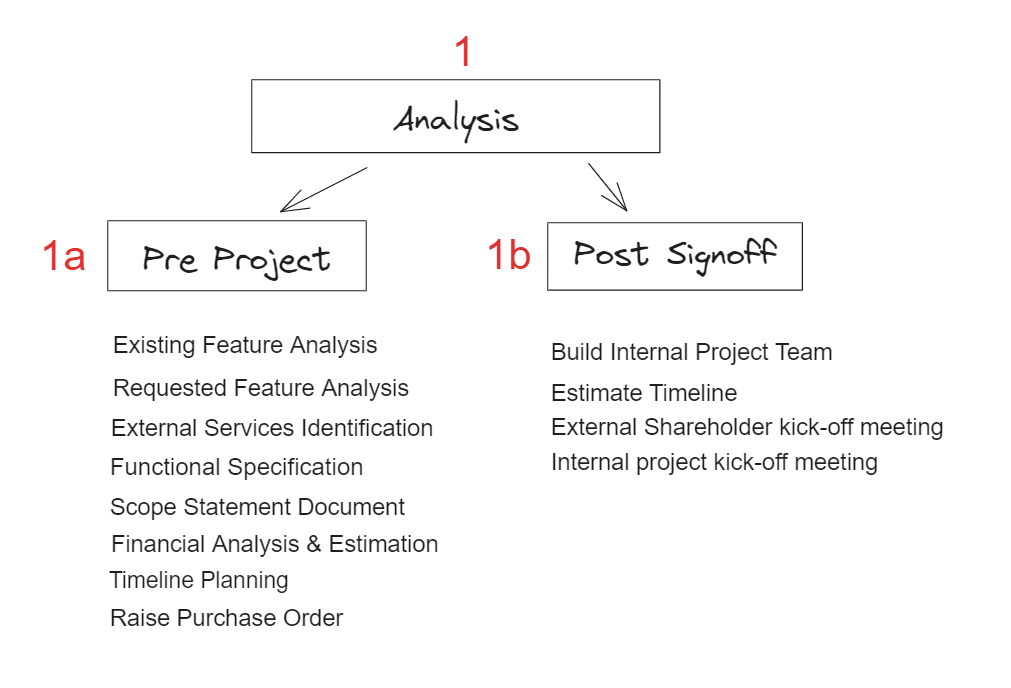 1
Analysis
1a
Pre Project
1b
Post Signoff
Existing Feature Analysis
Requested Feature Analysis
External Services Identification
Functional Specification
Scope Statement Document
Financial Analysis & Estimation
Timeline Planning
Raise Purchase Order
Build Internal Project Team
Estimate Timeline
External Shareholder kick-off meeting
Internal project kick-off meeting